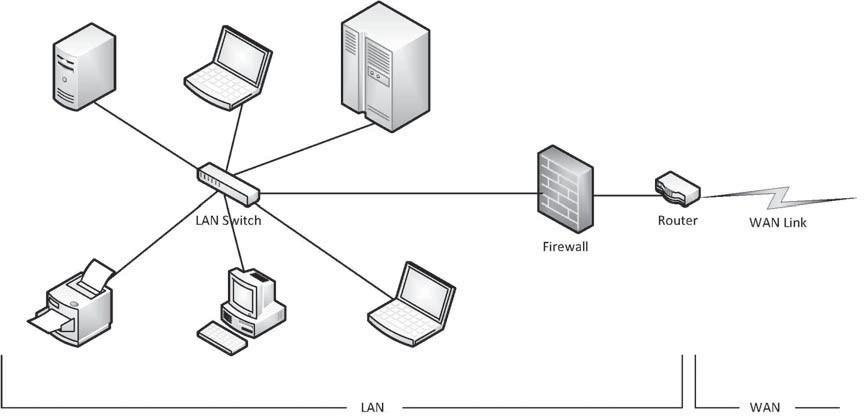 LAN Switch
Firewall
Router
WAN Link
LAN
WAN